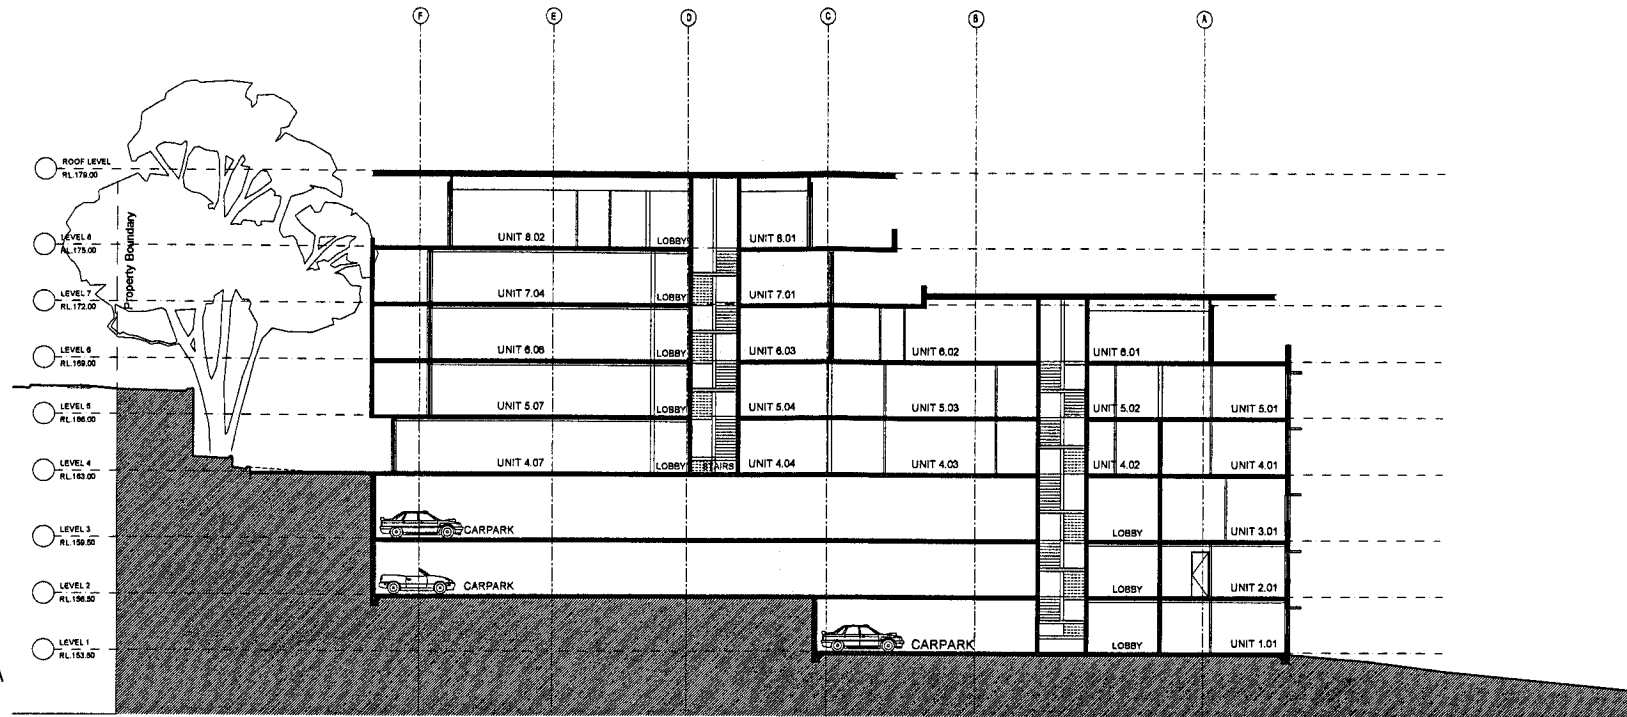 F E D C B A
ROOF LEVEL
RL.179.00
Property Boundary
LEVEL 8
RL.175.00
UNIT 8.02 LOBBY UNIT 8.01
LEVEL 7
RL.172.00
UNIT 7.04 LOBBY UNIT 7.01
LEVEL 6
RL.169.00
UNIT 6.06 LOBBY UNIT 6.03 UNIT 6.02 UNIT 6.01
LEVEL 5
RL.166.00
UNIT 5.07 LOBBY UNIT 5.04 UNIT 5.03 UNIT 5.02 UNIT 5.01
LEVEL 4
RL.163.00
UNIT 4.07 LOBBY STAIRS UNIT 4.04 UNIT 4.03 UNIT 4.02 UNIT 4.01
LEVEL 3
RL.159.50
CARPARK LOBBY UNIT 3.01
LEVEL 2
RL.156.50
CARPARK LOBBY UNIT 2.01
LEVEL 1
RL.153.50
CARPARK LOBBY UNIT 1.01